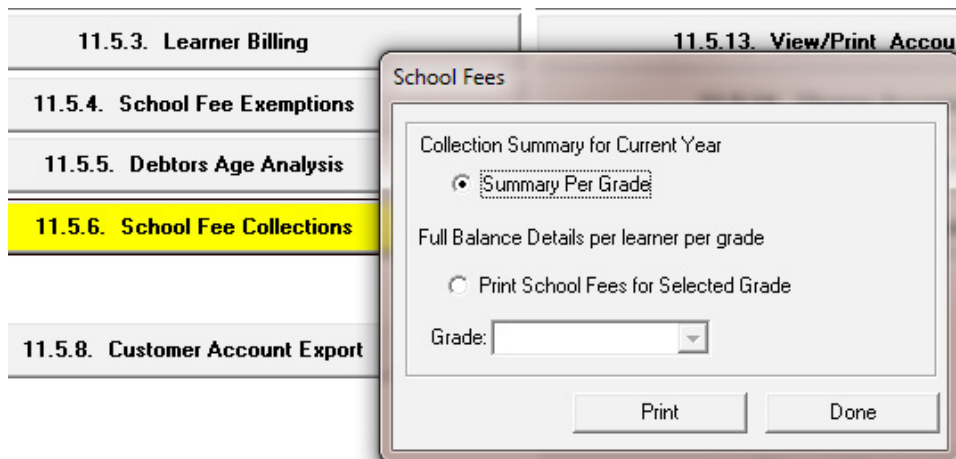 11.5.3. Learner Billing
11.5.4. School Fee Exemptions
11.5.5. Debtors Age Analysis
11.5.6. School Fee Collections
11.5.8. Customer Account Export
11.5.13. View/Print Accou
School Fees
Collection Summary for Current Year
Summary Per Grade
Full Balance Details per learner per grade
Print School Fees for Selected Grade
Grade:
Print
Done